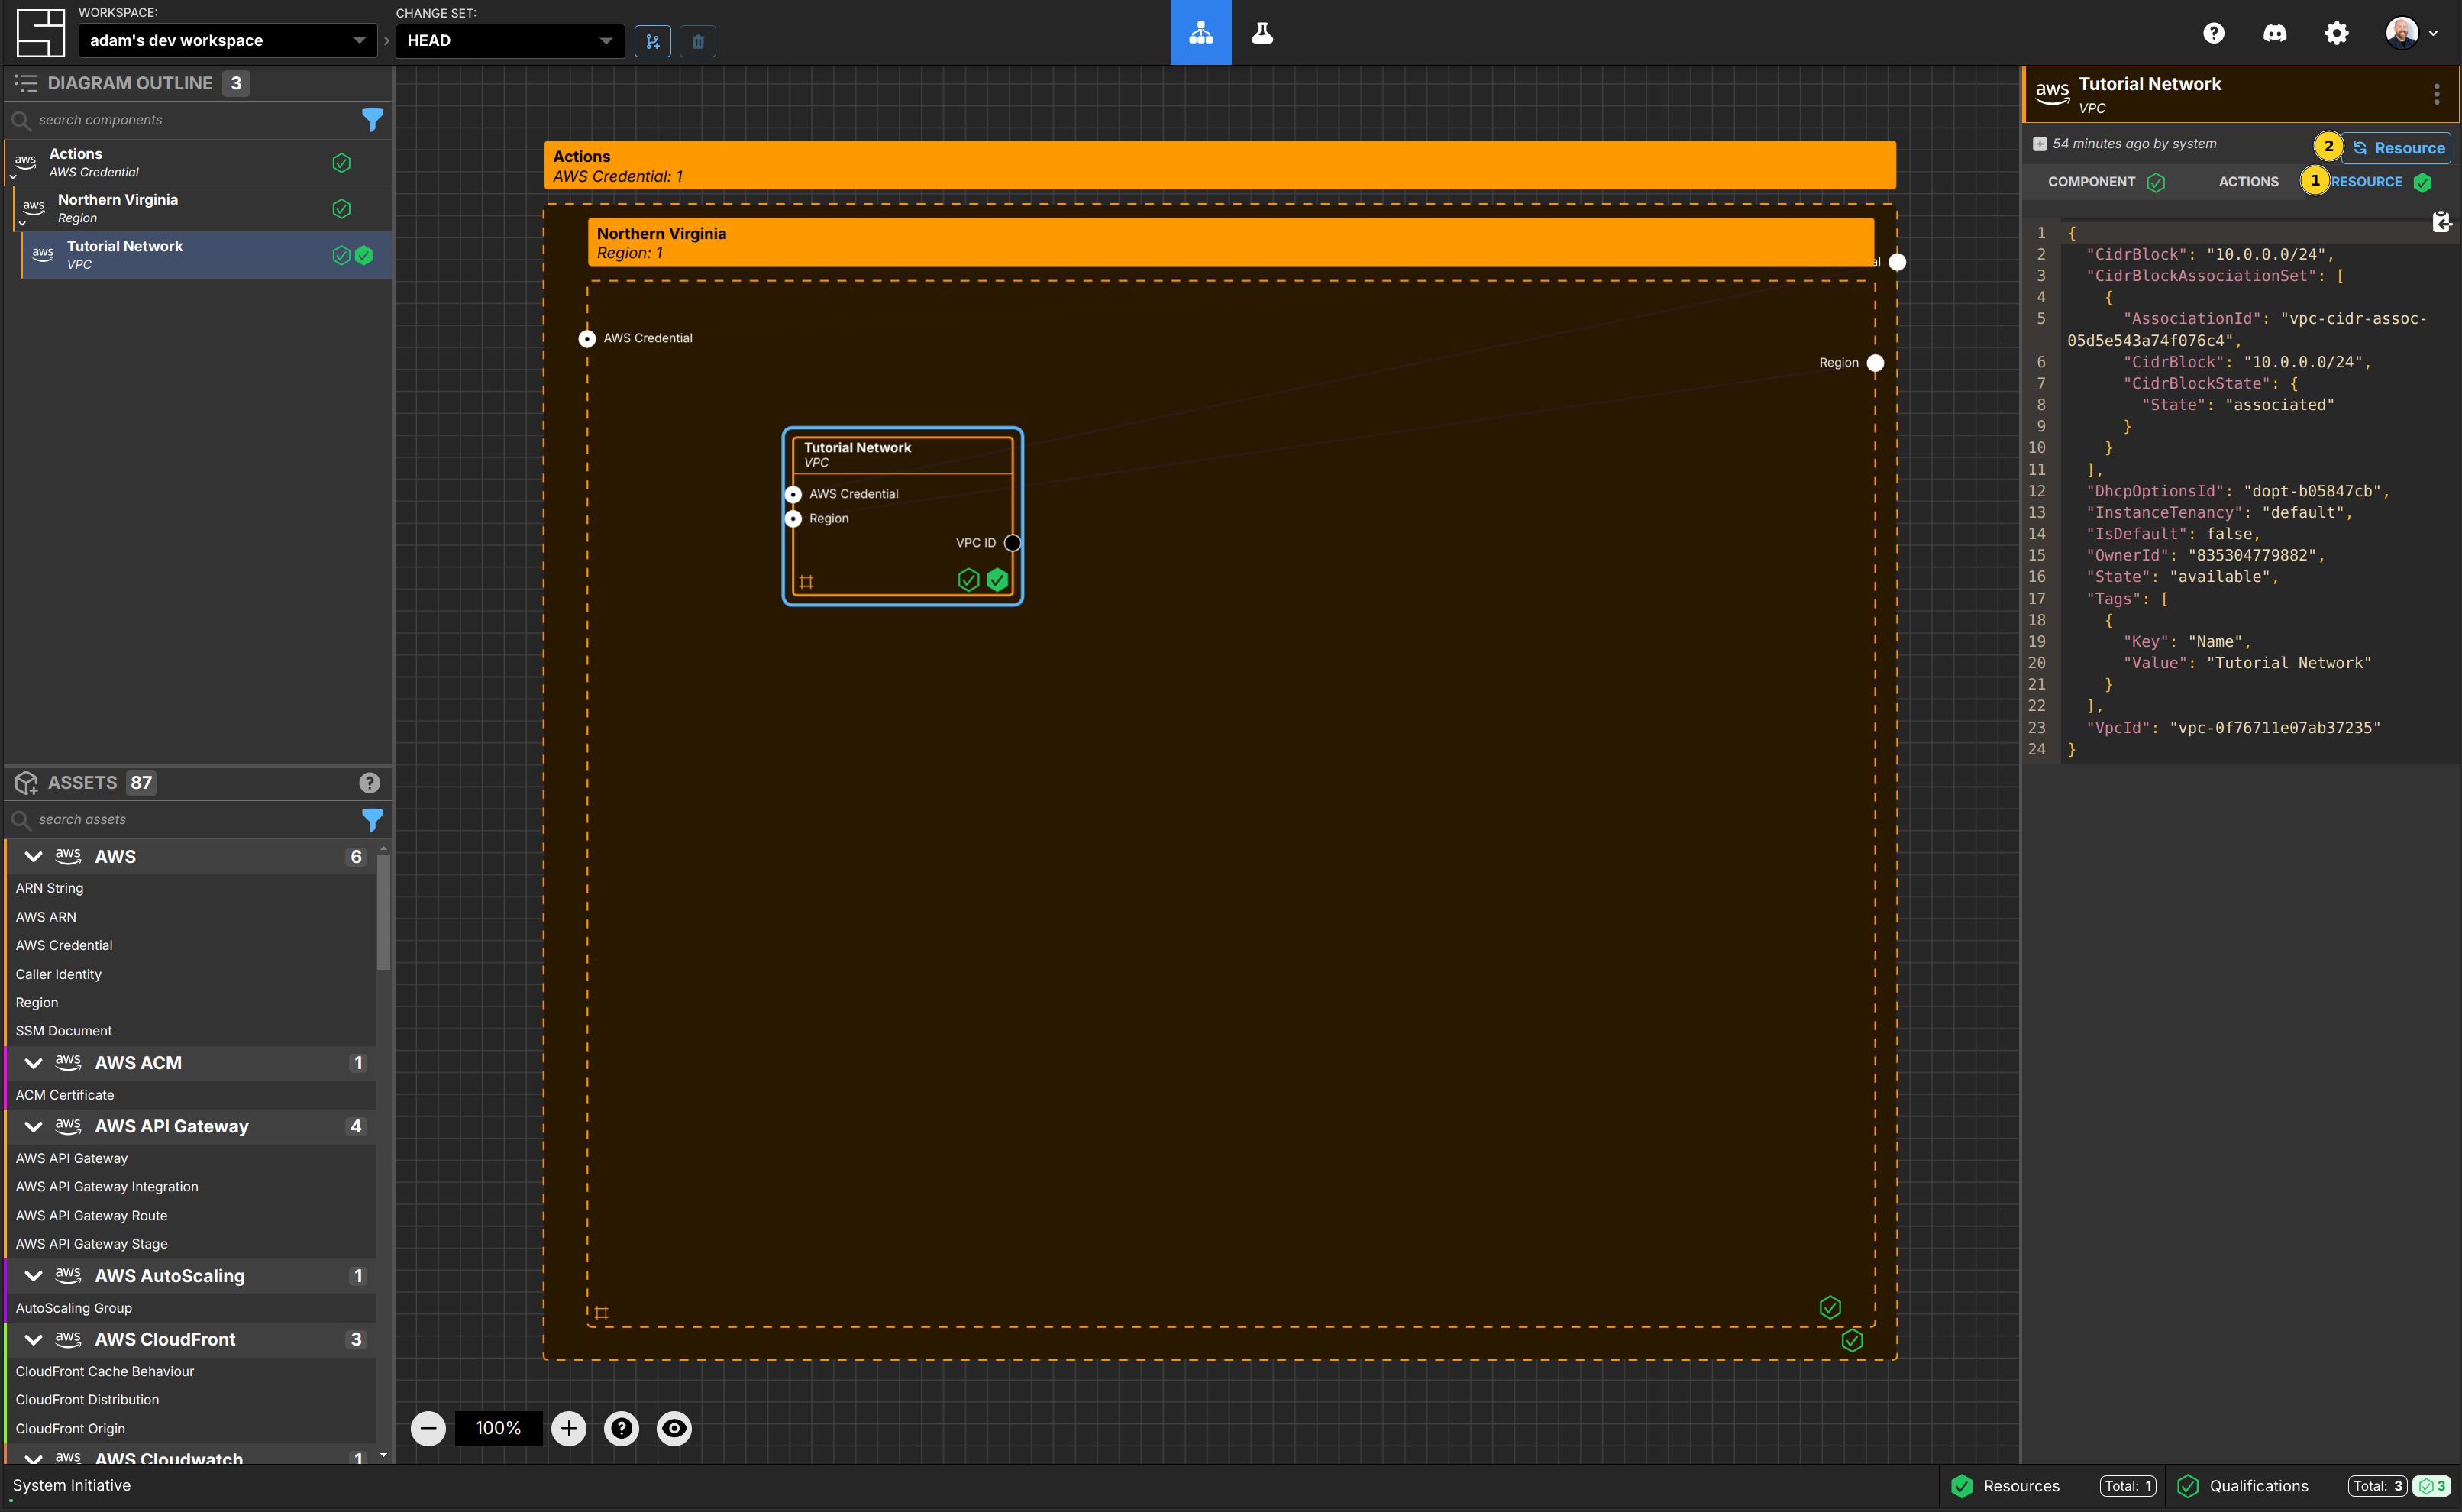 WORKSPACE:
adam's dev workspace
CHANGE SET:
HEAD
DIAGRAM OUTLINE 3
search components
aws Actions
AWS Credential
aws Northern Virginia
Region
aws Tutorial Network
VPC
ASSETS 87
search assets
aws AWS 6
ARN String
AWS ARN
AWS Credential
Caller Identity
Region
SSM Document
aws AWS ACM 1
ACM Certificate
aws AWS API Gateway 4
AWS API Gateway
AWS API Gateway Integration
AWS API Gateway Route
AWS API Gateway Stage
aws AWS AutoScaling 1
AutoScaling Group
aws AWS CloudFront 3
CloudFront Cache Behaviour
CloudFront Distribution
CloudFront Origin
aws AWS Cloudwatch 1
Actions
AWS Credential: 1
Northern Virginia
Region: 1
al
AWS Credential
Region
Tutorial Network
VPC
AWS Credential
Region
VPC ID
100%
aws Tutorial Network
VPC
54 minutes ago by system
2 Resource
COMPONENT ACTIONS 1 RESOURCE
1 {
2 "CidrBlock": "10.0.0.0/24",
3 "CidrBlockAssociationSet": [
4 {
5 "AssociationId": "vpc-cidr-assoc-
05d5e543a74f076c4",
6 "CidrBlock": "10.0.0.0/24",
7 "CidrBlockState": {
8 "State": "associated"
9 }
10 }
11 ],
12 "DhcpOptionsId": "dopt-b05847cb",
13 "InstanceTenancy": "default",
14 "IsDefault": false,
15 "OwnerId": "835304779882",
16 "State": "available",
17 "Tags": [
18 {
19 "Key": "Name",
20 "Value": "Tutorial Network"
21 }
22 ],
23 "VpcId": "vpc-0f76711e07ab37235"
24 }
System Initiative
Resources Total: 1
Qualifications Total: 3 3